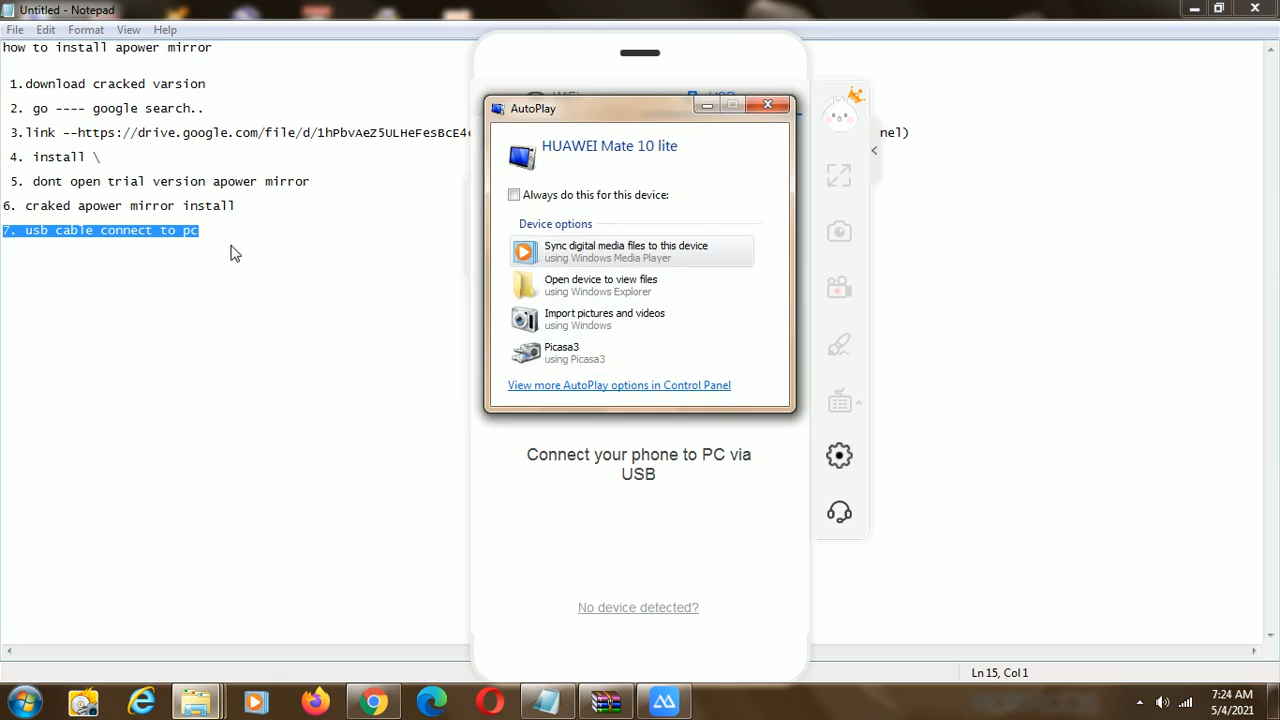 Untitled - Notepad
File Edit Format View Help
how to install apower mirror
1.download cracked varsion
2. go ---- google search..
3.link --https://drive.google.com/file/d/1hPbvAeZ5ULHeFesBcE4 nel)
4. install \
5. dont open trial version apower mirror
6. craked apower mirror install
7. usb cable connect to pc
AutoPlay
HUAWEI Mate 10 lite
Always do this for this device:
Device options
Sync digital media files to this device
using Windows Media Player
Open device to view files
using Windows Explorer
Import pictures and videos
using Windows
Picasa3
using Picasa3
View more AutoPlay options in Control Panel
Connect your phone to PC via
USB
No device detected?
Ln 15, Col 1
7:24 AM
5/4/2021